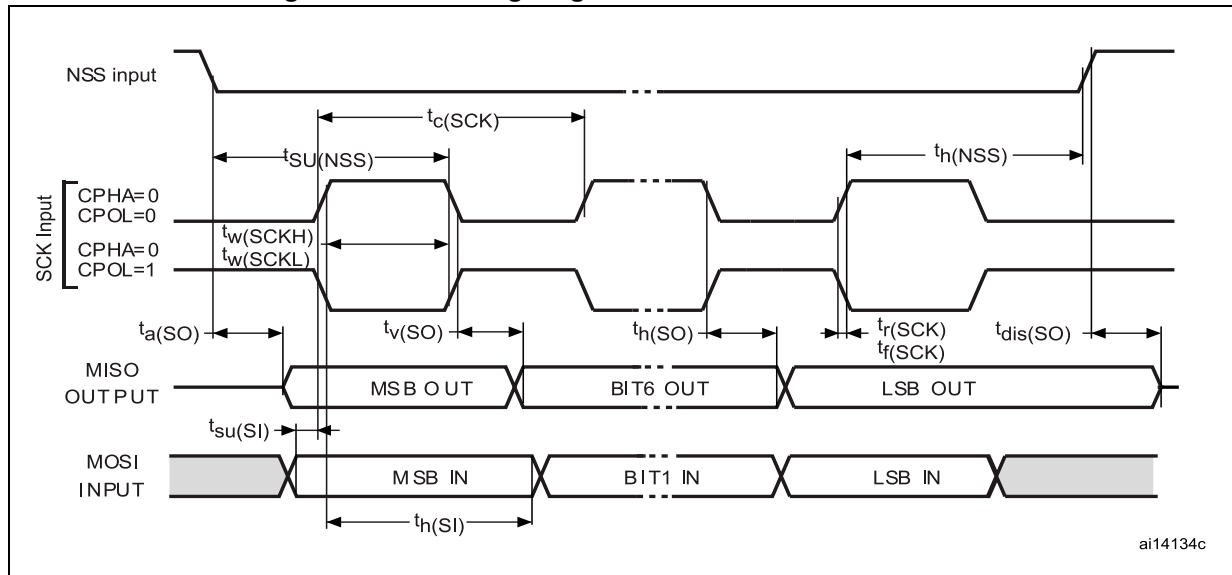 NSS input
tc(SCK)
tSU(NSS)
th(NSS)
SCK Input
CPHA=0
CPOL=0
CPHA=0
CPOL=1
tw(SCKH)
tw(SCKL)
ta(SO)
tv(SO)
th(SO)
tr(SCK)
tf(SCK)
tdis(SO)
MISO
OUTPUT
MSB OUT
BIT6 OUT
LSB OUT
tsu(SI)
MOSI
INPUT
MSB IN
BIT1 IN
LSB IN
th(SI)
ai14134c